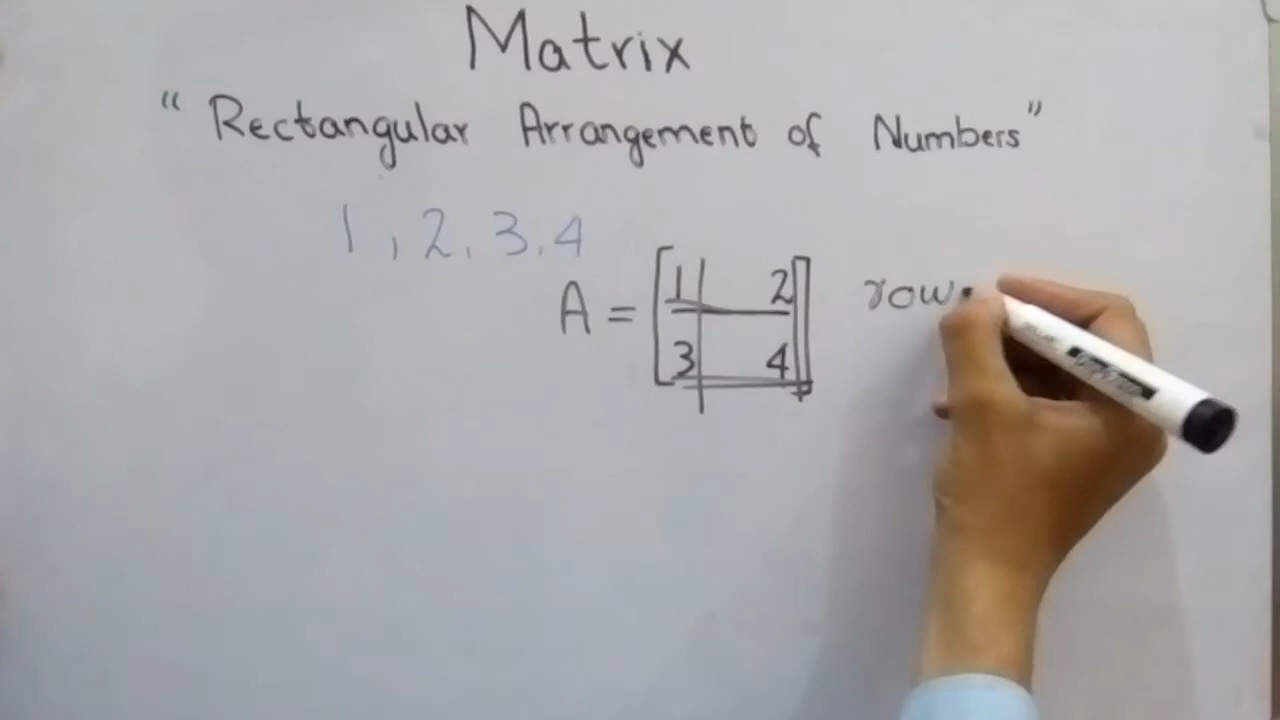 Matrix
“Rectangular Arrangement of Numbers”
1, 2, 3, 4
A = [1 2
3 4]
row